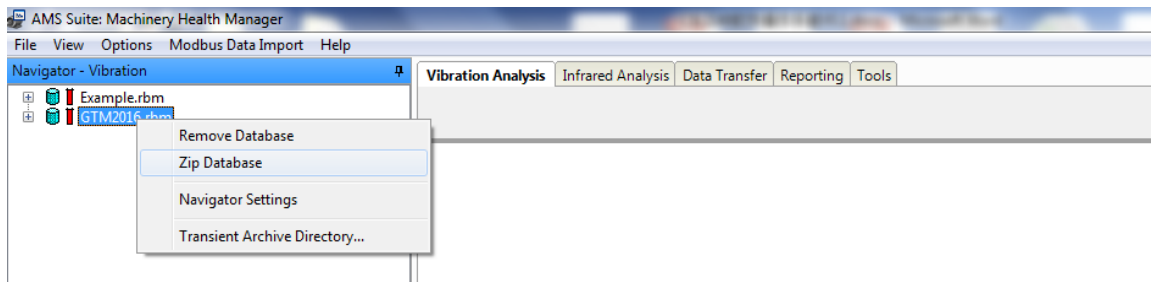 AMS Suite: Machinery Health Manager
File View Options Modbus Data Import Help
Navigator - Vibration
Vibration Analysis Infrared Analysis Data Transfer Reporting Tools
Example.rbm
GTM2016.rbm
Remove Database
Zip Database
Navigator Settings
Transient Archive Directory...